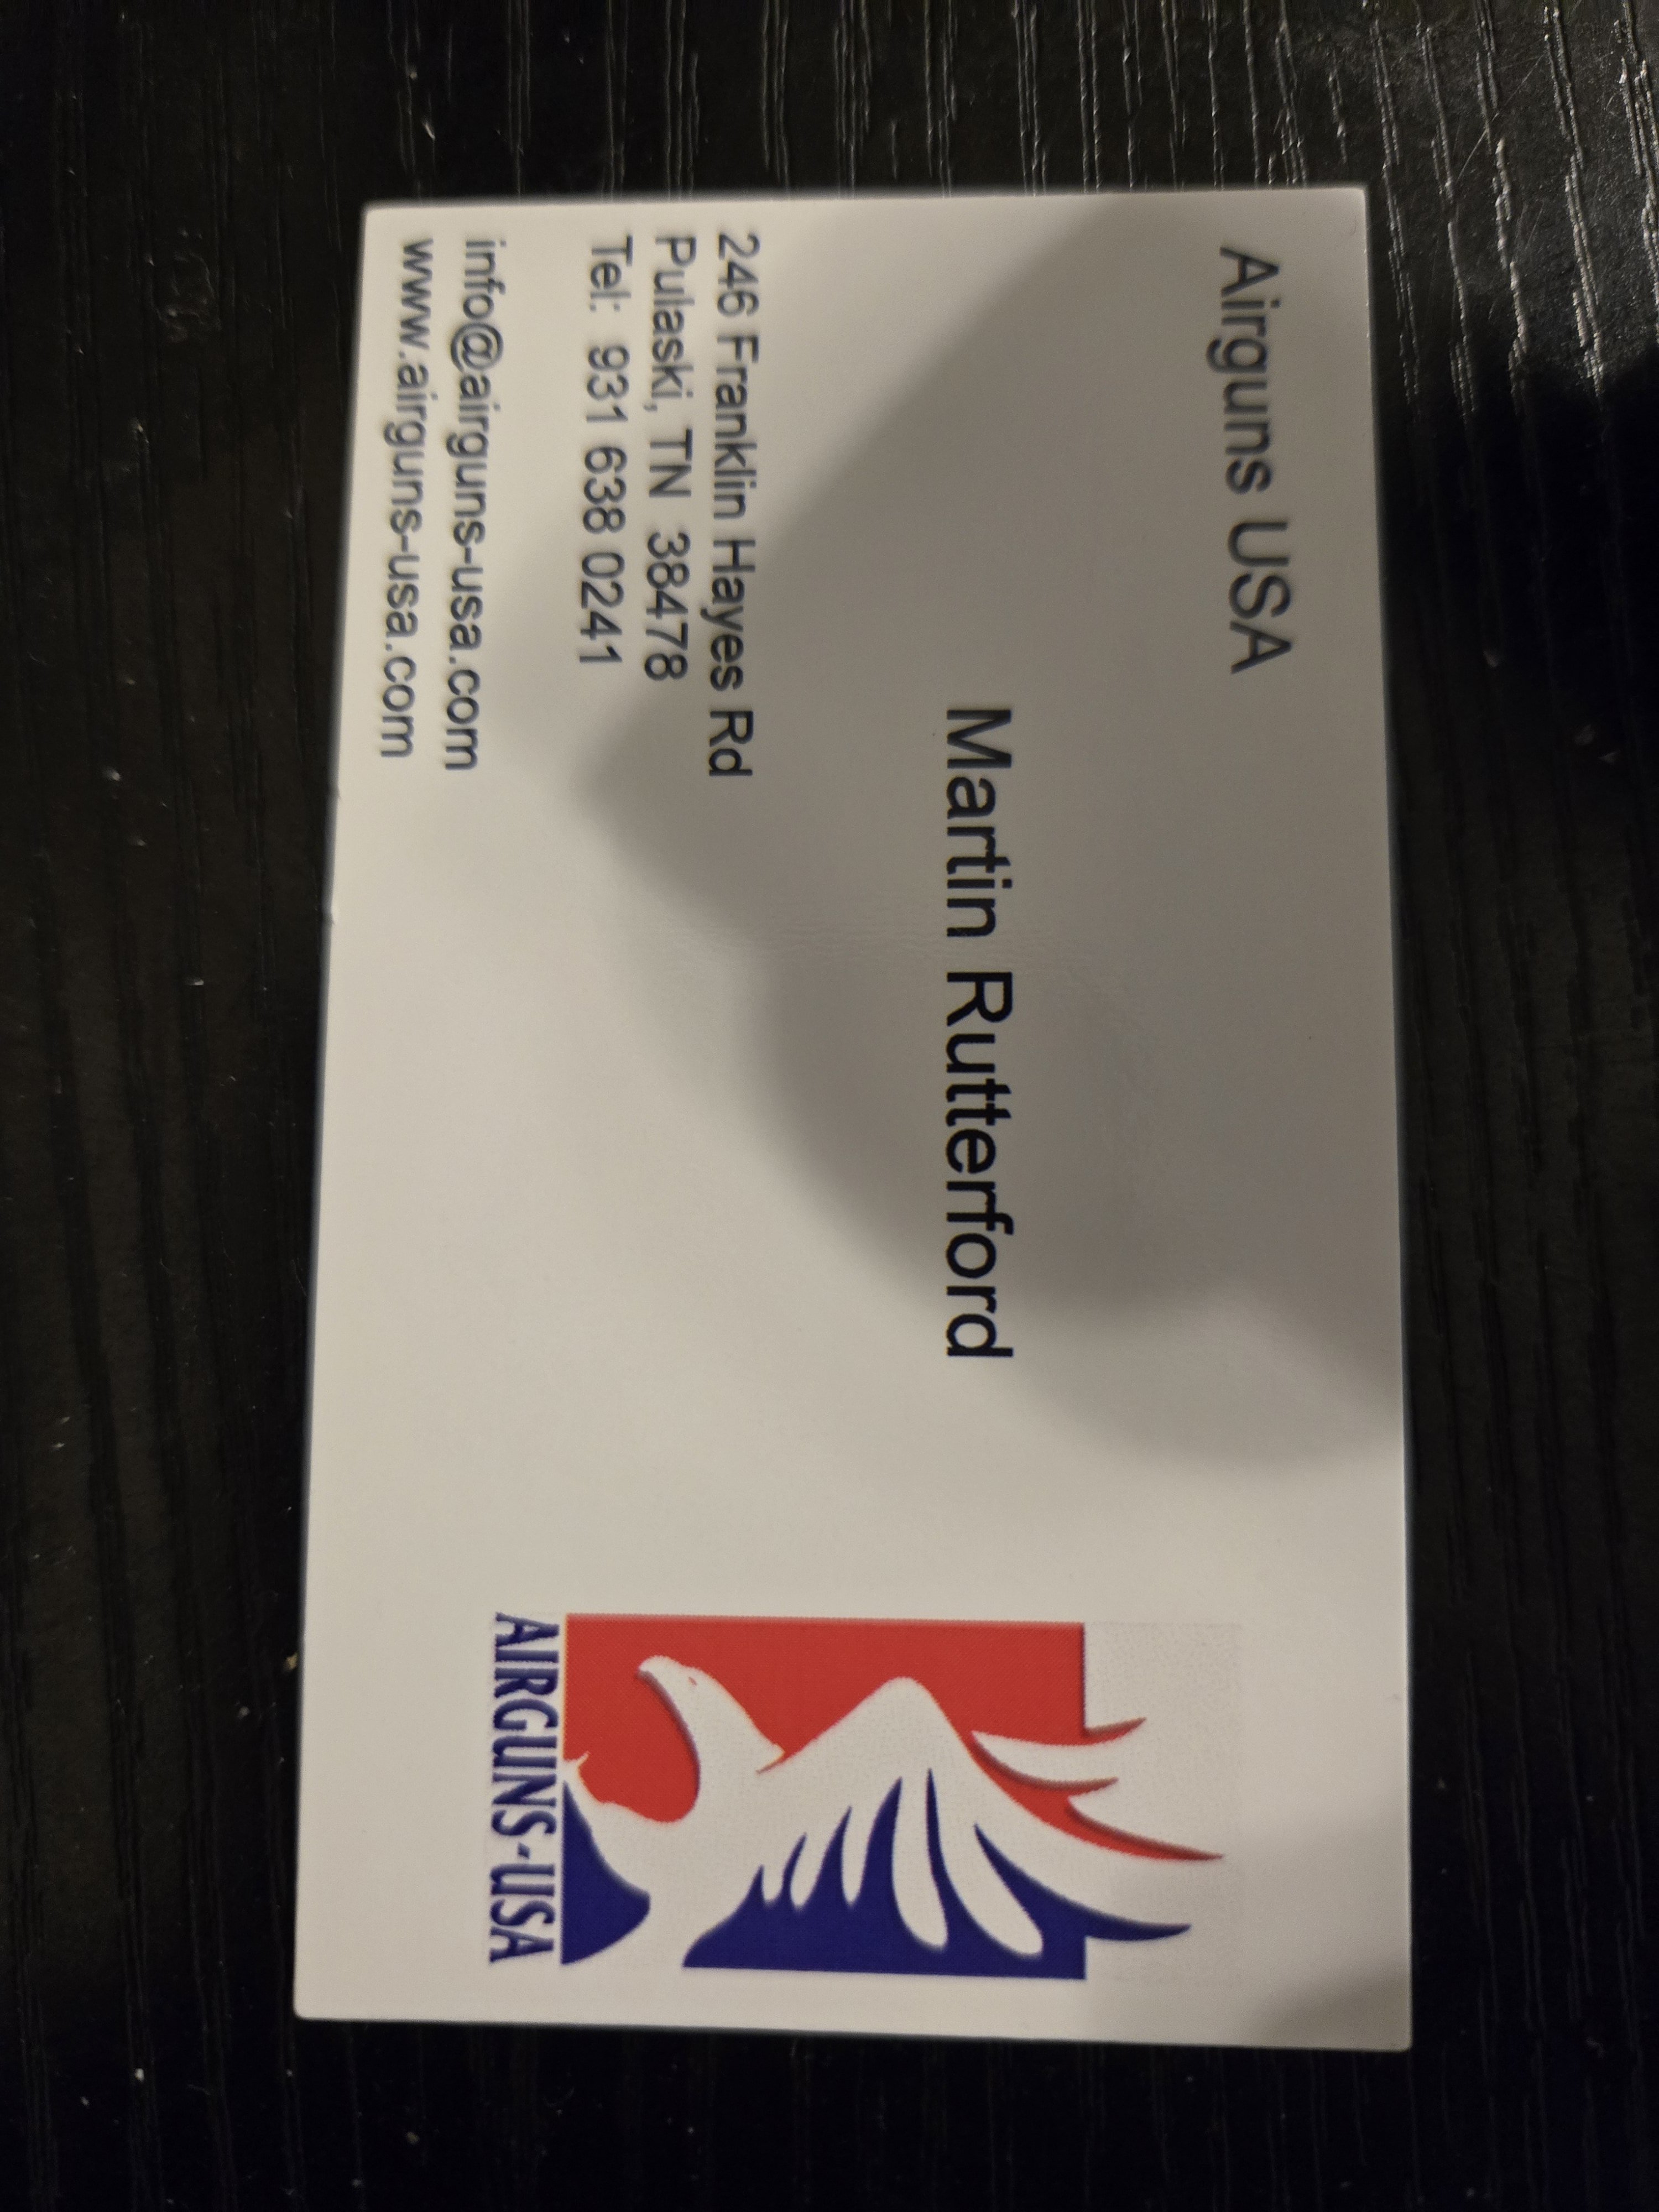 Airguns USA
Martin Rutterford
246 Franklin Hayes Rd
Pulaski, TN 38478
Tel: 931 638 0241
info@airguns-usa.com
www.airguns-usa.com
AIRGUNS-USA